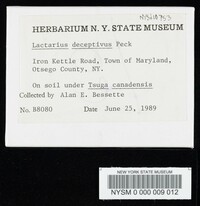 HERBARIUM N.Y. STATE MUSEUM
Lactarius deceptivus Peck
Iron Kettle Road, Town of Maryland,
Otsego County, NY.
On soil under Tsuga canadensis
Collected by Alan E. Bessette
No. 88080 Date June 25, 1989
NEW YORK STATE MUSEUM
NYSM 0 000 009 012